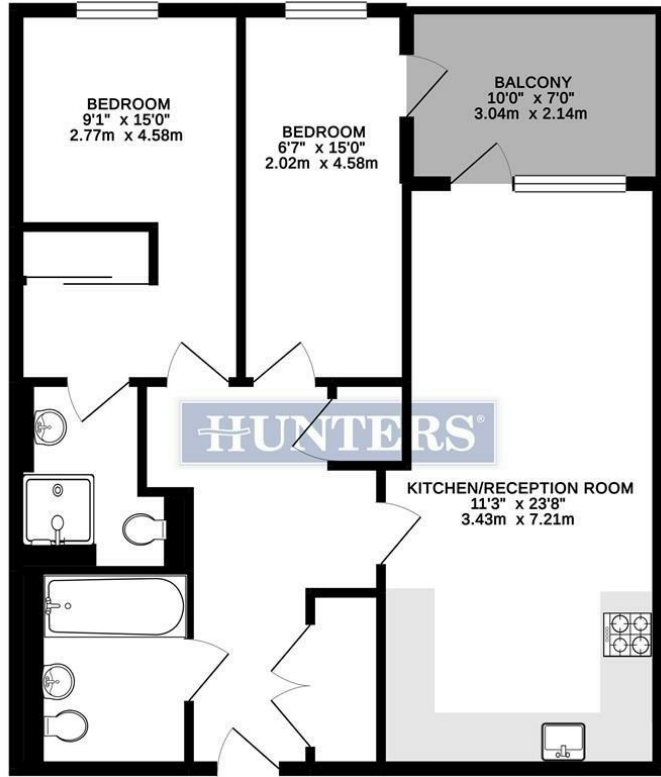 BEDROOM
9'1" x 15'0"
2.77m x 4.58m
BEDROOM
6'7" x 15'0"
2.02m x 4.58m
BALCONY
10'0" x 7'0"
3.04m x 2.14m
HUNTERS®
KITCHEN/RECEPTION ROOM
11'3" x 23'8"
3.43m x 7.21m